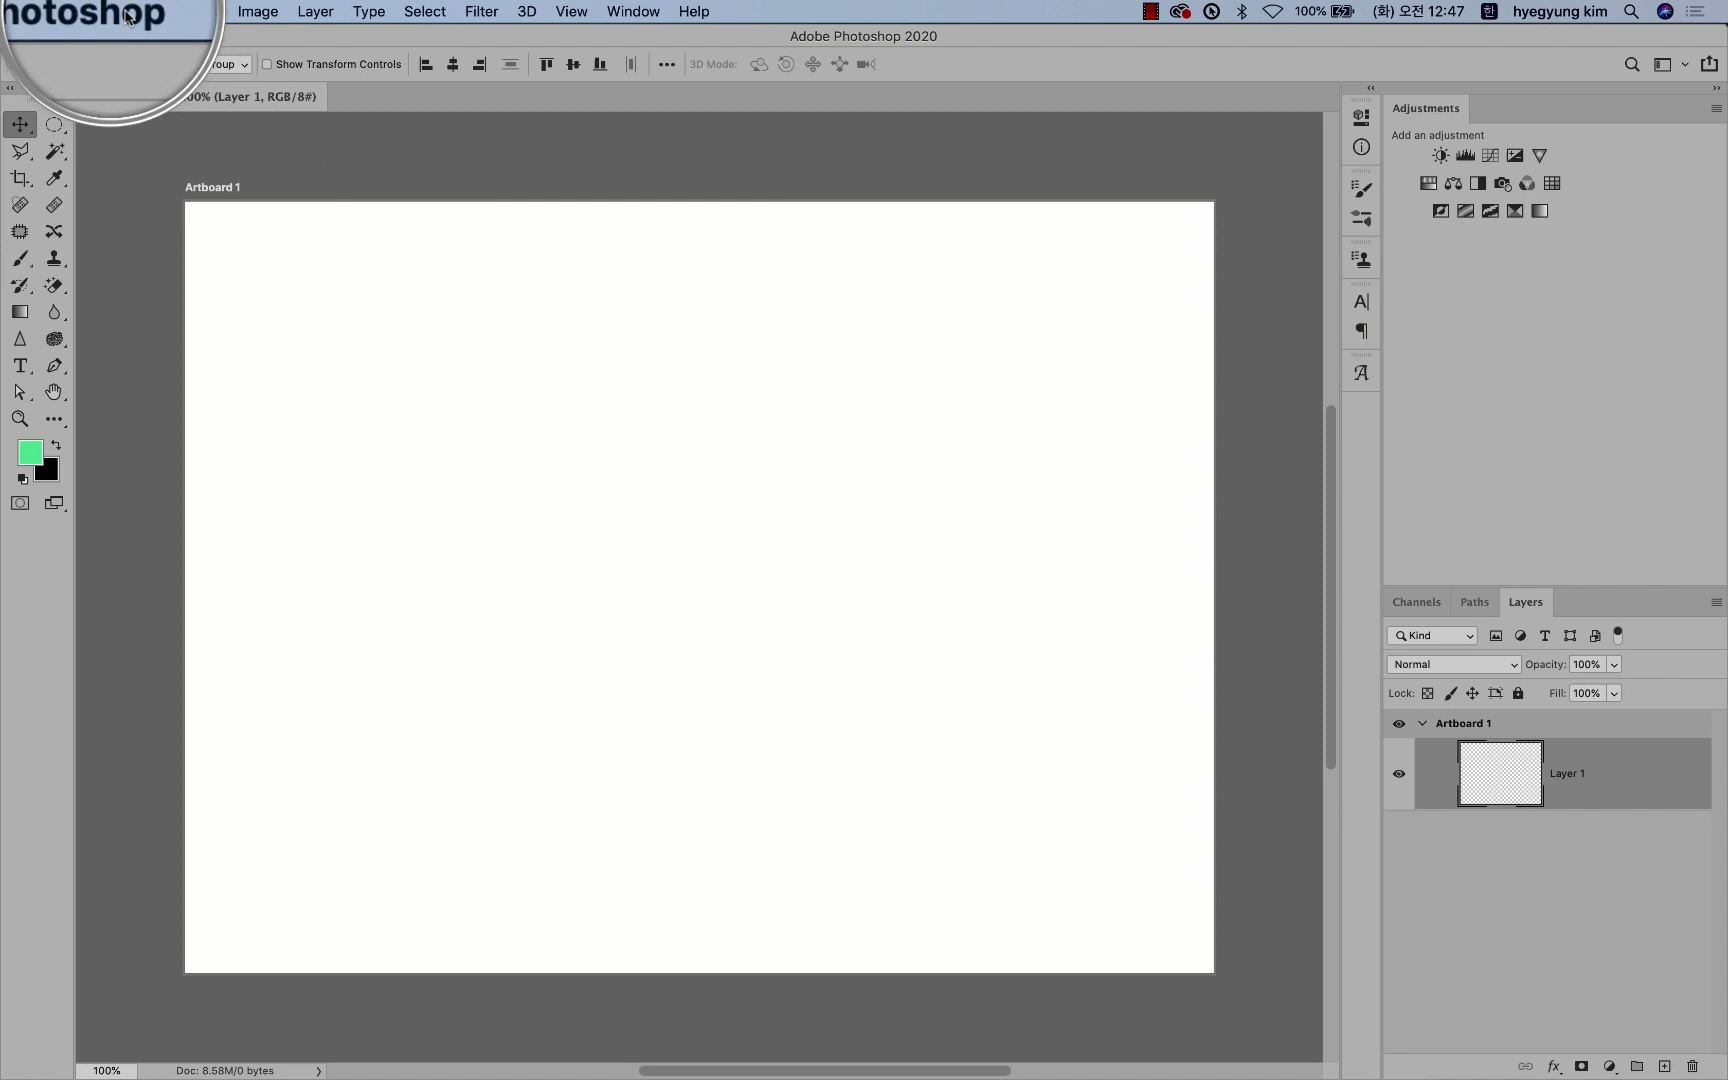 hotoshop Image Layer Type Select Filter 3D View Window Help 100% (화) 오전 12:47 한 hyegyung kim
Adobe Photoshop 2020
Show Transform Controls 3D Mode:
(Layer 1, RGB/8#)
Adjustments
Add an adjustment
Artboard 1
Channels Paths Layers
Kind
Normal Opacity: 100%
Lock: Fill: 100%
Artboard 1
Layer 1
100% Doc: 8.58M/0 bytes